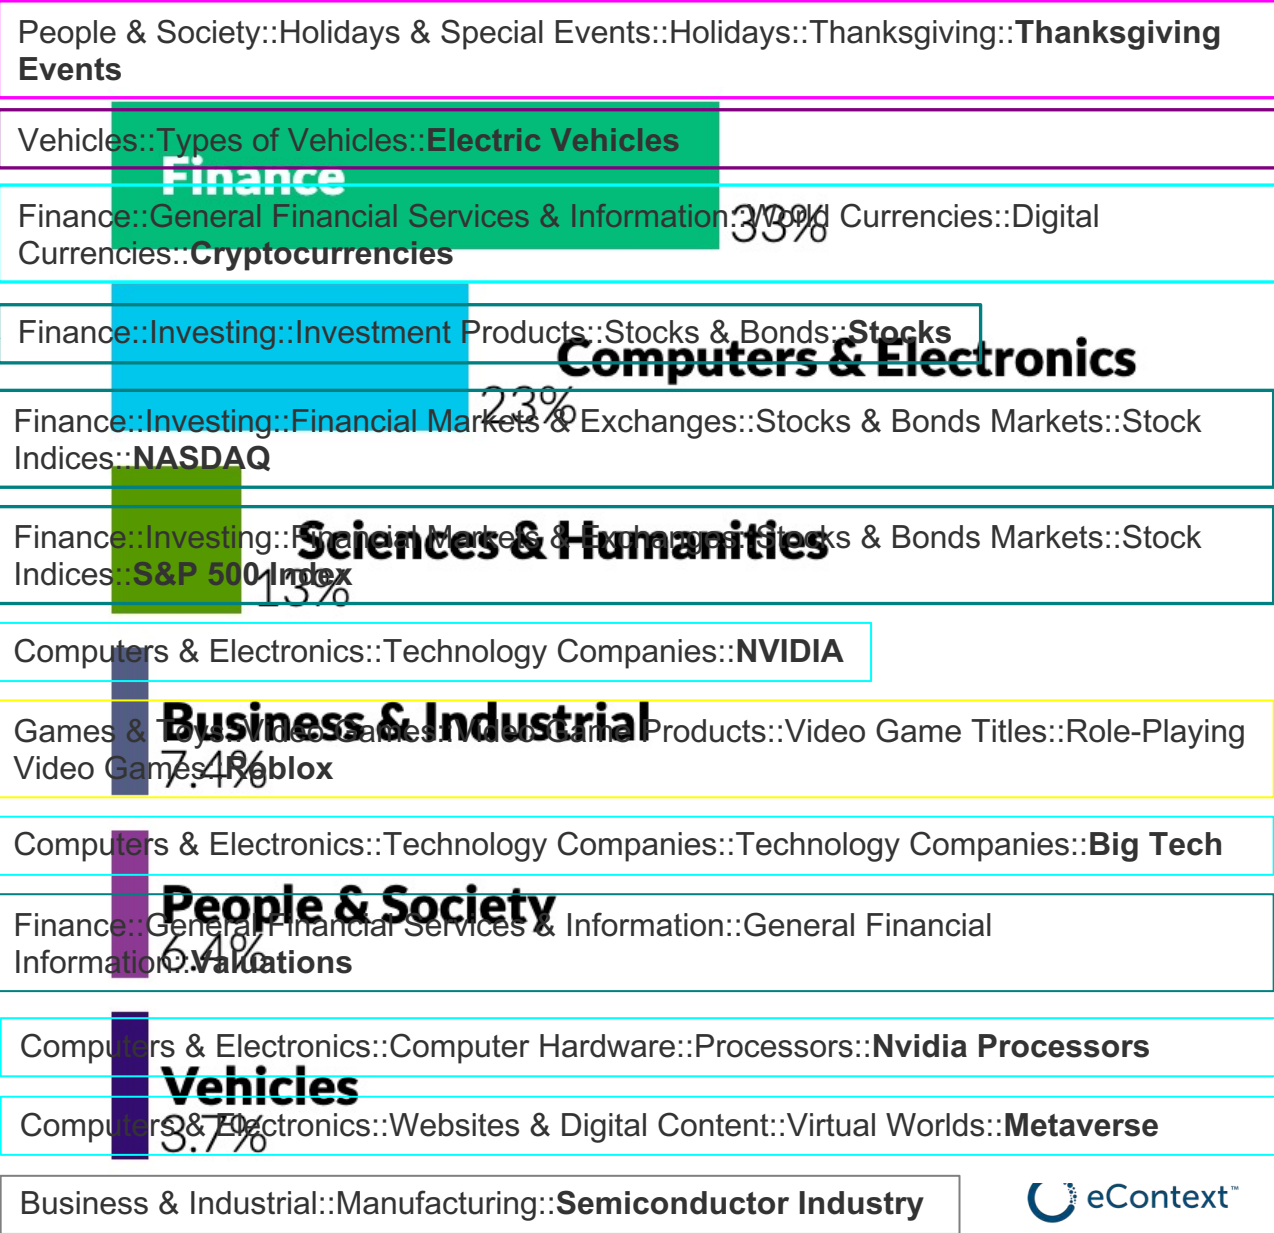 People & Society::Holidays & Special Events::Holidays::Thanksgiving::Thanksgiving
Events
Vehicles::Types of Vehicles::Electric Vehicles
Finance
Finance::General Financial Services & Information::World Currencies::Digital
33%
Currencies::Cryptocurrencies
Finance::Investing::Investment Products::Stocks & Bonds::Stocks
Computers & Electronics
23%
Finance::Investing::Financial Markets & Exchanges::Stocks & Bonds Markets::Stock
Indices::NASDAQ
Finance::Investing::Financial Markets & Exchanges::Stocks & Bonds Markets::Stock
Sciences & Humanities
Indices::S&P 500 Index
13%
Computers & Electronics::Technology Companies::NVIDIA
Business & Industrial
Games & Toys::Video Games::Video Game Products::Video Game Titles::Role-Playing
Video Games::Roblox
7.4%
Computers & Electronics::Technology Companies::Technology Companies::Big Tech
People & Society
Finance::General Financial Services & Information::General Financial
6.4%
Information::Valuations
Computers & Electronics::Computer Hardware::Processors::Nvidia Processors
Vehicles
Computers & Electronics::Websites & Digital Content::Virtual Worlds::Metaverse
3.7%
Business & Industrial::Manufacturing::Semiconductor Industry
eContext™